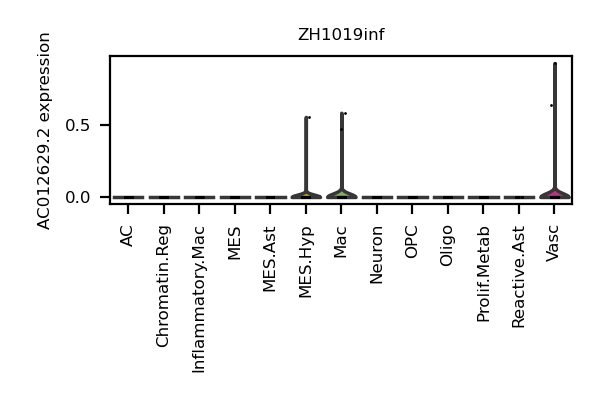 ZH1019inf
AC012629.2 expression
0.5
0.0
AC
Chromatin.Reg
Inflammatory.Mac
MES
MES.Ast
MES.Hyp
Mac
Neuron
OPC
Oligo
Prolif.Metab
Reactive.Ast
Vasc